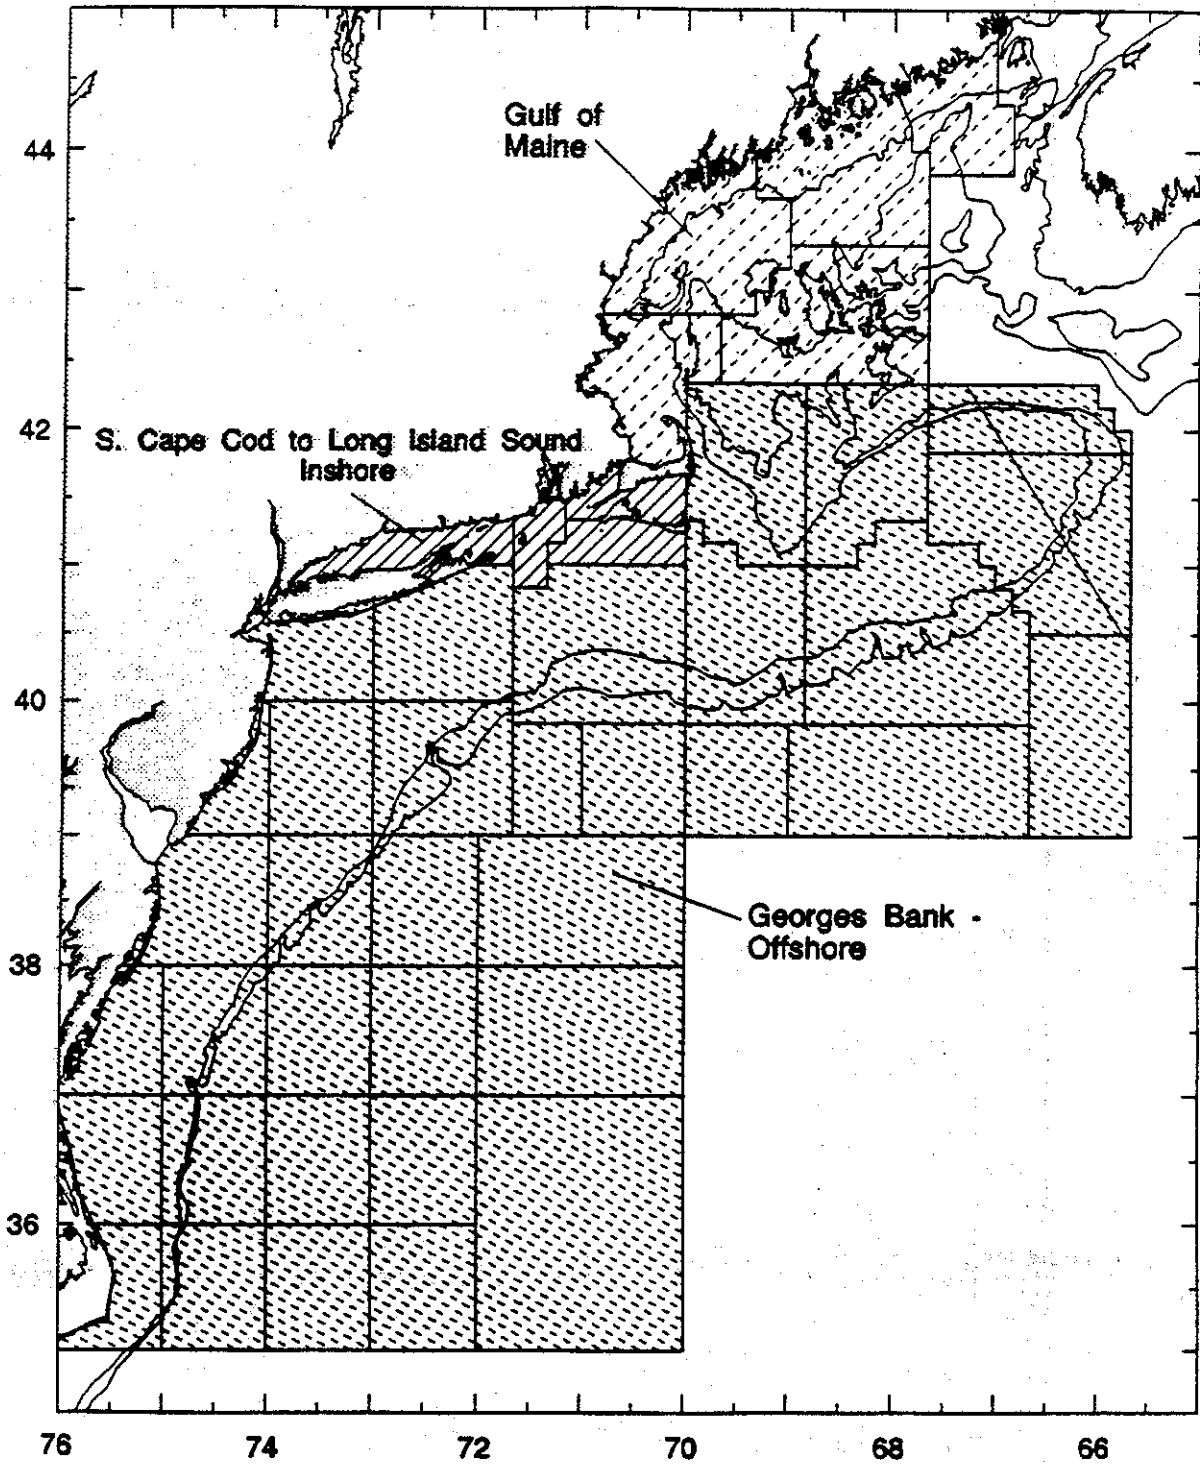 Gulf of
Maine
44
42
S. Cape Cod to Long Island Sound
Inshore
40
Georges Bank -
Offshore
38
36
76
74
72
70
68
66